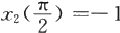 x₂(π/2) = −1